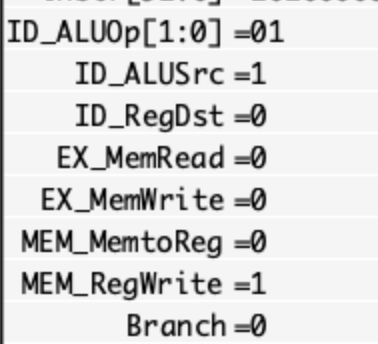 ID_ALUOp[1:0] =01
ID_ALUSrc =1
ID_RegDst =0
EX_MemRead =0
EX_MemWrite =0
MEM_MemtoReg =0
MEM_RegWrite =1
Branch =0